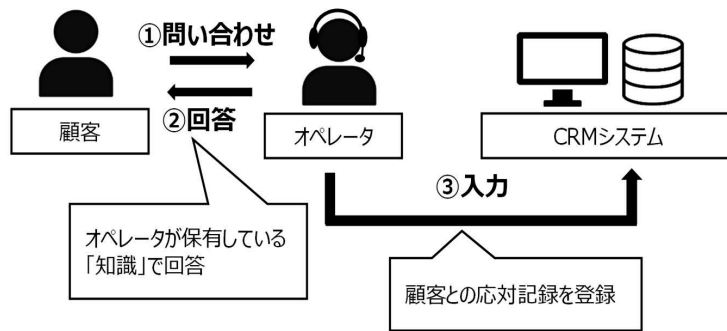 ①問い合わせ
②回答
顧客
オペレータ
CRMシステム
③入力
オペレータが保有している
「知識」で回答
顧客との応対記録を登録